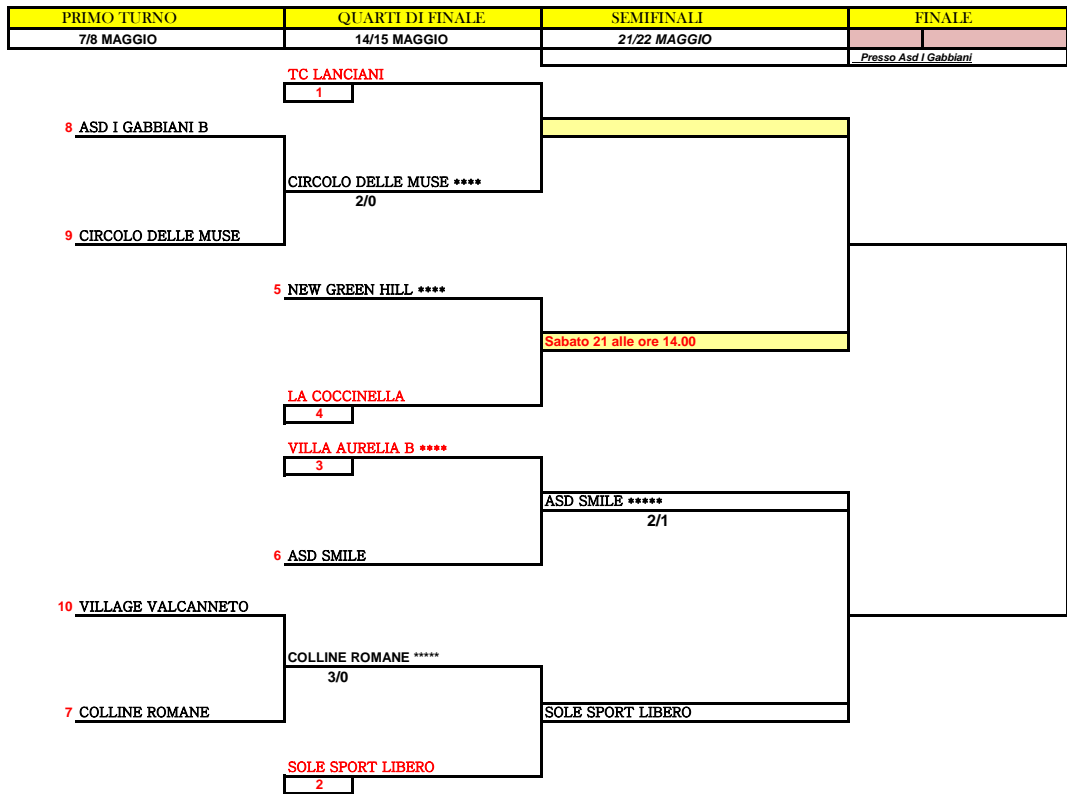 PRIMO TURNO QUARTI DI FINALE SEMIFINALI FINALE
7/8 MAGGIO 14/15 MAGGIO 21/22 MAGGIO
Presso Asd I Gabbiani
TC LANCIANI
1
8 ASD I GABBIANI B
CIRCOLO DELLE MUSE ****
2/0
9 CIRCOLO DELLE MUSE
5 NEW GREEN HILL ****
Sabato 21 alle ore 14.00
LA COCCINELLA
4
VILLA AURELIA B ****
3
ASD SMILE *****
2/1
6 ASD SMILE
10 VILLAGE VALCANNETO
COLLINE ROMANE *****
3/0
7 COLLINE ROMANE
SOLE SPORT LIBERO
SOLE SPORT LIBERO
2